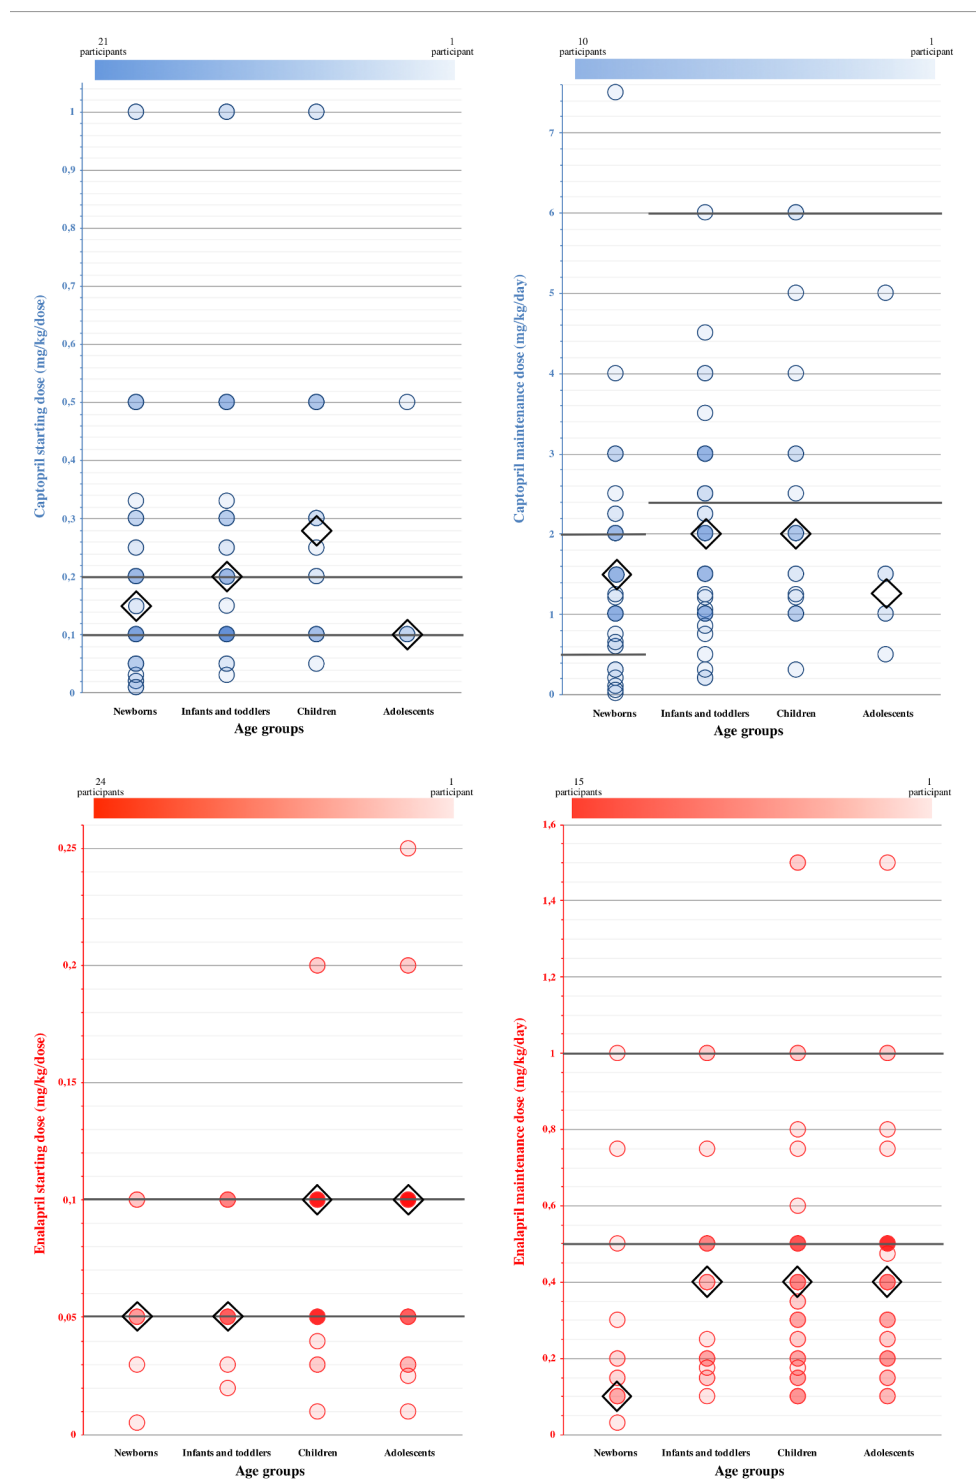 21
participants
1
participant
Captopril starting dose (mg/kg/dose)
1
0,9
0,8
0,7
0,6
0,5
0,4
0,3
0,2
0,1
0
Newborns
Infants and toddlers
Children
Adolescents
Age groups
10
participants
1
participant
Captopril maintenance dose (mg/kg/day)
7
6
5
4
3
2
1
0
Newborns
Infants and toddlers
Children
Adolescents
Age groups
24
participants
1
participant
Enalapril starting dose (mg/kg/dose)
0,25
0,2
0,15
0,1
0,05
0
Newborns
Infants and toddlers
Children
Adolescents
Age groups
15
participants
1
participant
Enalapril maintenance dose (mg/kg/day)
1,6
1,4
1,2
1
0,8
0,6
0,4
0,2
0
Newborns
Infants and toddlers
Children
Adolescents
Age groups